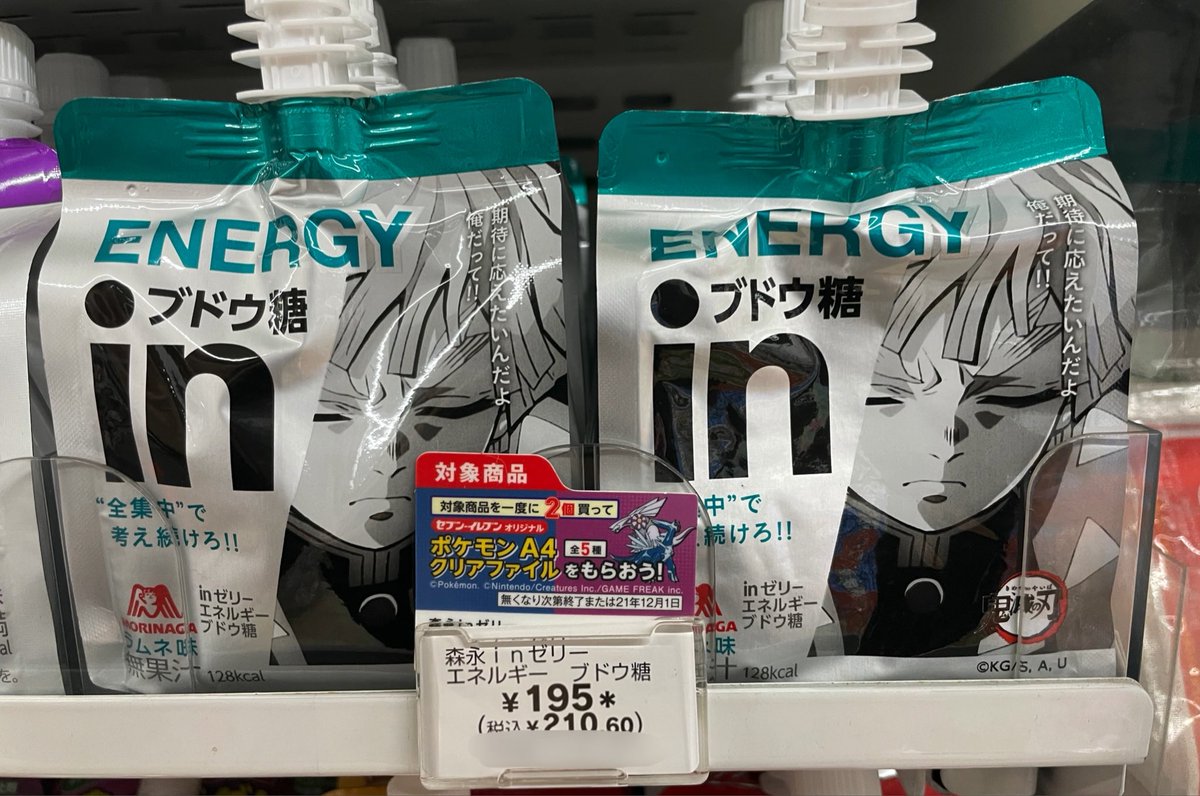 ENERGY
ブドウ糖
in
期待に応えたいんだよ
俺だって!!
“全集中”で
考え続けろ!!
MORINAGA
ラムネ味
無果汁
128kcal
inゼリー
エネルギー
ブドウ糖
ENERGY
ブドウ糖
in
期待に応えたいんだよ
俺だって!!
中”で
続けろ!!
味
汁
128kcal
inゼリー
エネルギー
ブドウ糖
鬼滅の刃
©KG/S, A, U
対象商品
対象商品を一度に2個買って
セブン-イレブン オリジナル
ポケモンA4
クリアファイル
全5種
をもらおう!
©Pokémon. ©Nintendo/Creatures Inc./GAME FREAK inc.
無くなり次第終了または21年12月1日
森永inゼリー
エネルギー ブドウ糖
¥195*
(税込¥210.60)